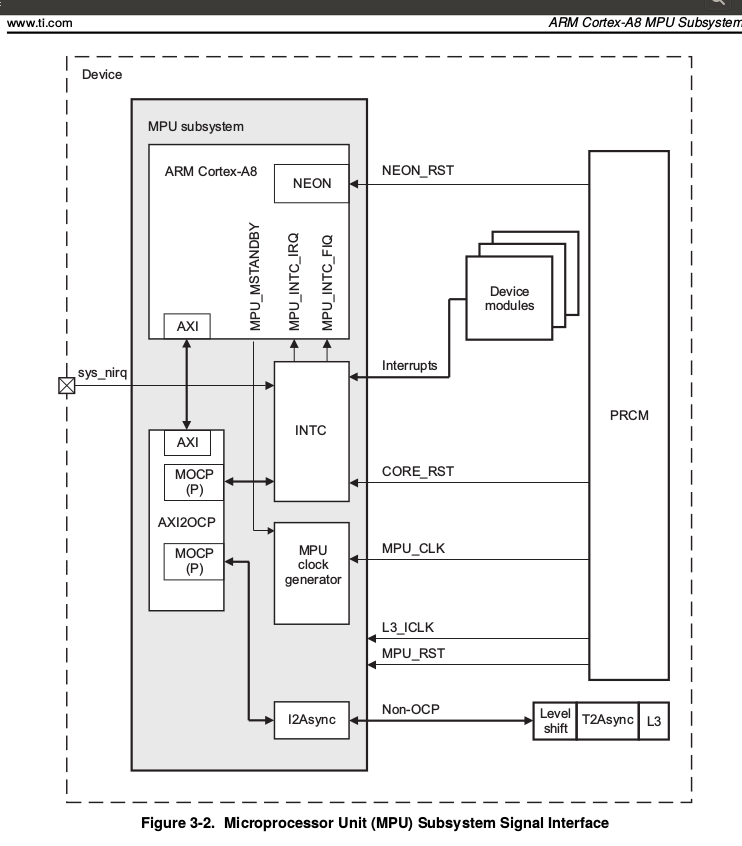 www.ti.com
ARM Cortex-A8 MPU Subsystem
Device
MPU subsystem
ARM Cortex-A8
NEON
NEON_RST
MPU_MSTANDBY
MPU_INTC_IRQ
MPU_INTC_FIQ
Device
modules
AXI
sys_nirq
Interrupts
INTC
PRCM
AXI
MOCP
(P)
CORE_RST
AXI2OCP
MOCP
(P)
MPU
clock
generator
MPU_CLK
L3_ICLK
MPU_RST
I2Async
Non-OCP
Level
shift
T2Async
L3
Figure 3-2. Microprocessor Unit (MPU) Subsystem Signal Interface